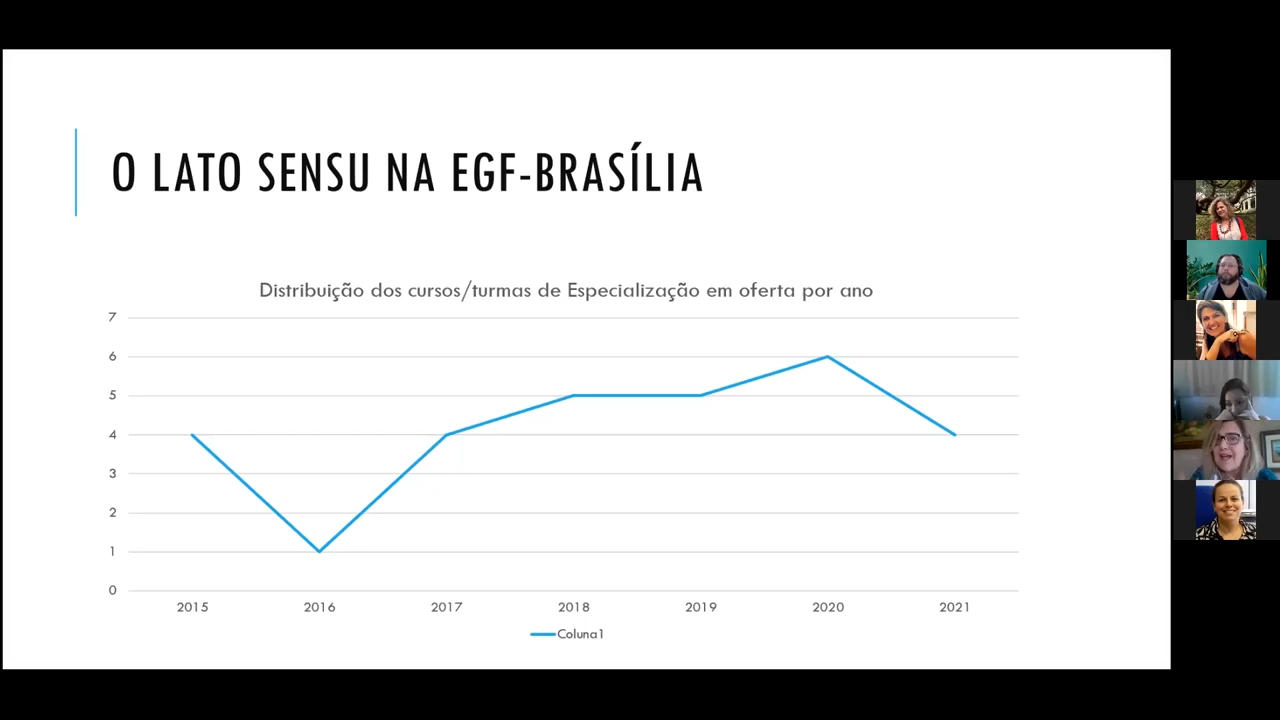 O LATO SENSU NA EGF-BRASÍLIA
Distribuição dos cursos/turmas de Especialização em oferta por ano
7
6
5
4
3
2
1
0
2015 2016 2017 2018 2019 2020 2021
Coluna1